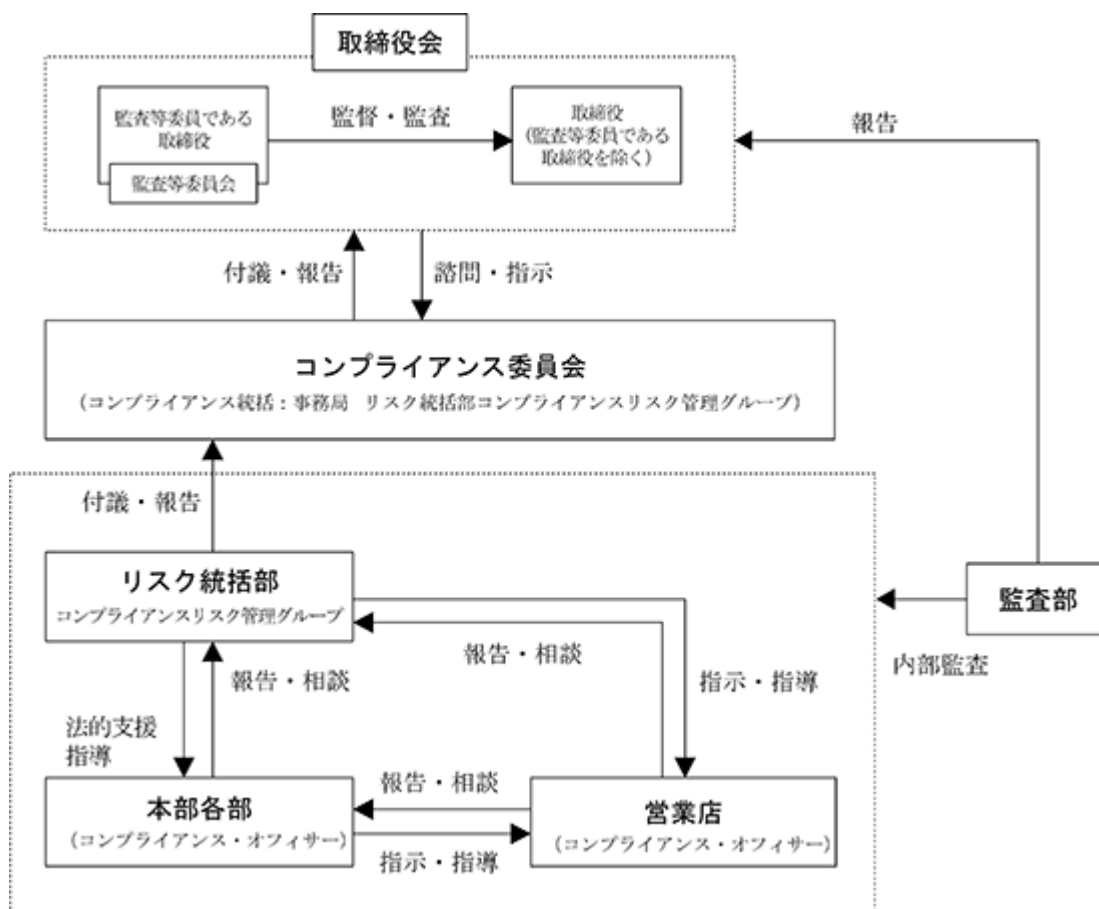 取締役会
監査等委員である
取締役
監査等委員会
監督・監査
取締役
(監査等委員である
取締役を除く)
報告
付議・報告
諮問・指示
コンプライアンス委員会
(コンプライアンス統括:事務局 リスク統括部コンプライアンスリスク管理グループ)
付議・報告
リスク統括部
コンプライアンスリスク管理グループ
監査部
内部監査
報告・相談
報告・相談
指示・指導
法的支援
指導
本部各部
(コンプライアンス・オフィサー)
報告・相談
指示・指導
営業店
(コンプライアンス・オフィサー)